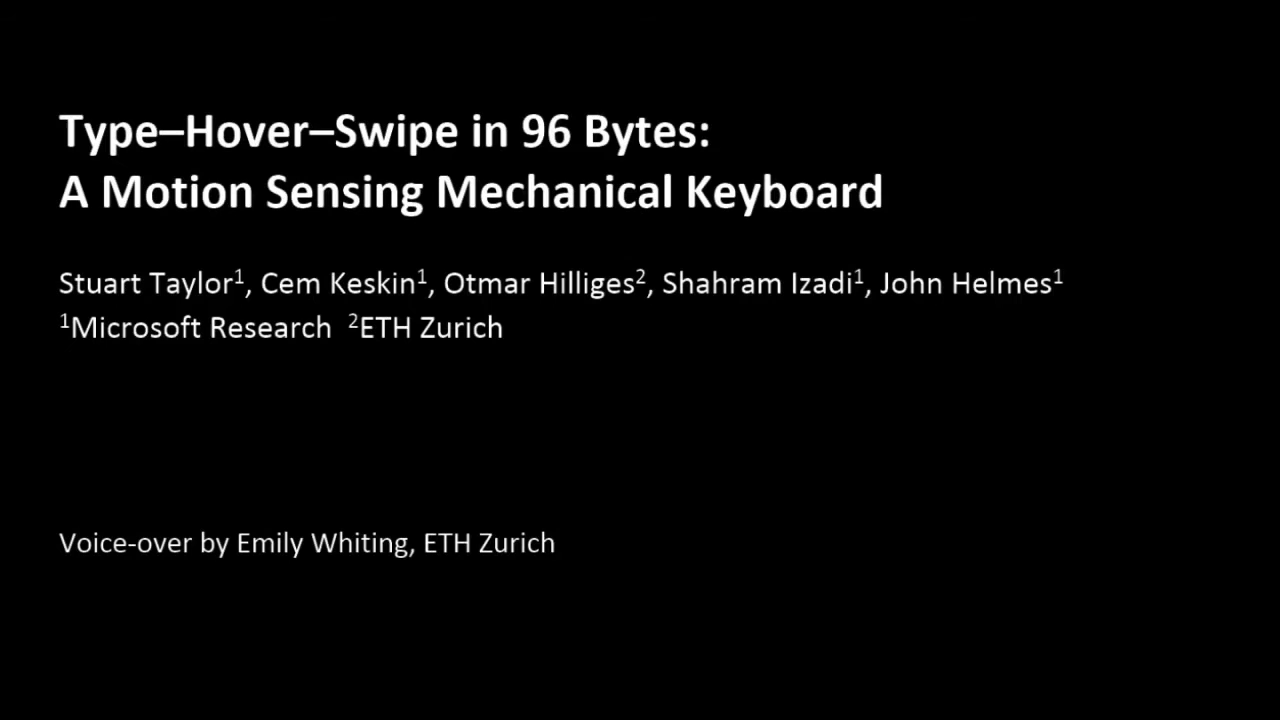 Type–Hover–Swipe in 96 Bytes:
A Motion Sensing Mechanical Keyboard
Stuart Taylor¹, Cem Keskin¹, Otmar Hilliges², Shahram Izadi¹, John Helmes¹
¹Microsoft Research ²ETH Zurich
Voice-over by Emily Whiting, ETH Zurich